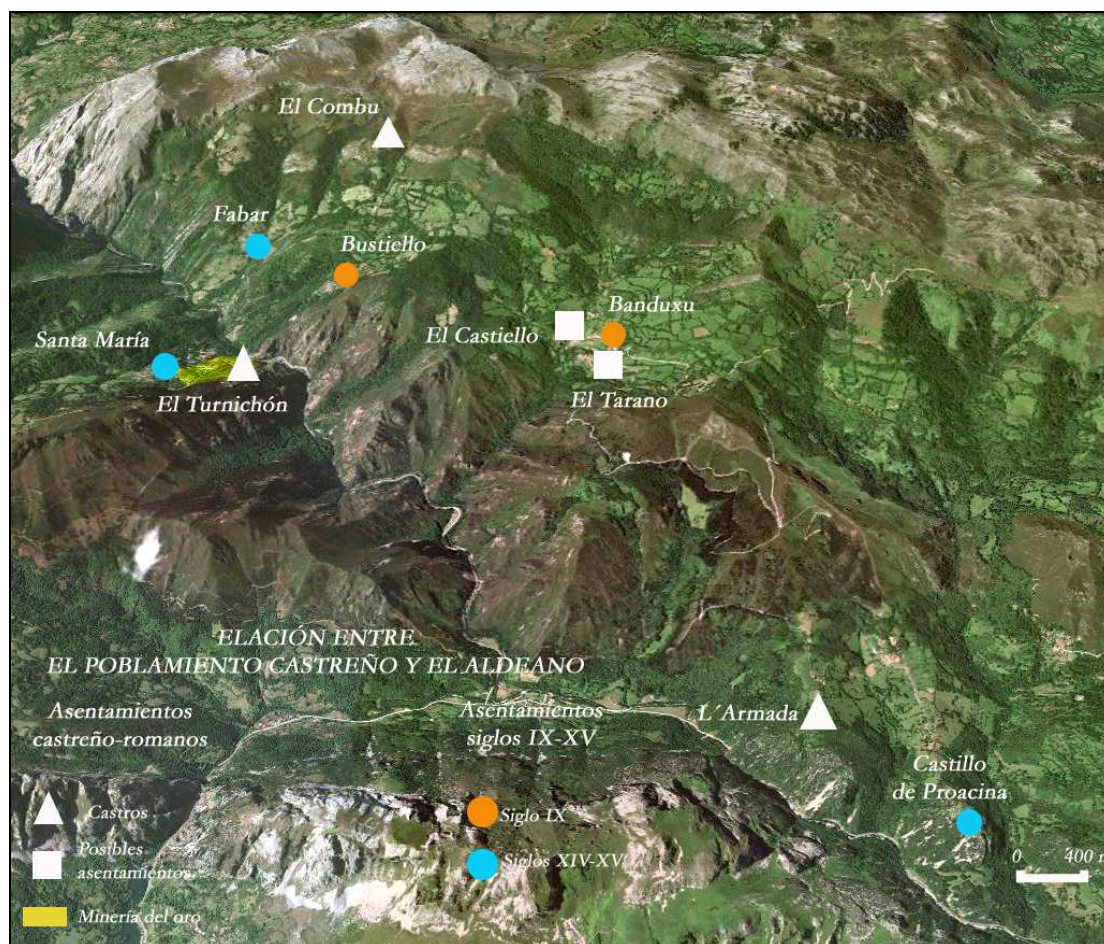 El Combu
Fabar
Bustiello
Banduxu
El Castiello
Santa María
El Tarano
El Turnichón
ELACIÓN ENTRE
EL POBLAMIENTO CASTREÑO Y EL ALDEANO
Asentamientos
castreño-romanos
Asentamientos
siglos IX-XV
L´Armada
Castillo
de Proacina
Castros
Siglo IX
Posibles
asentamientos
Siglos XIV-XV
0 400 m
Minería del oro